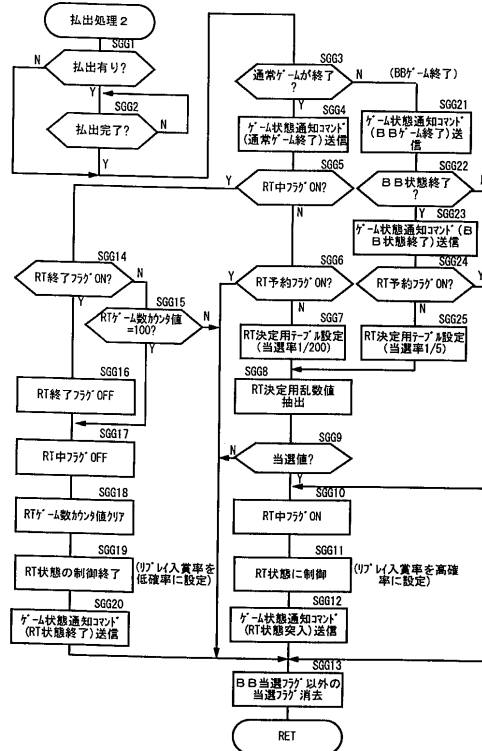 払出処理2
SGG1
払出有り?
N
Y
SGG2
払出完了?
N
Y
SGG3
通常ゲームが終了
?
N
(BBゲーム終了)
Y
SGG4
ゲーム状態通知コマンド
(通常ゲーム終了)送信
SGG21
ゲーム状態通知コマンド
(BBゲーム終了)送
信
SGG5
RT中フラグON?
Y
N
SGG22
BB状態終了
?
N
Y
SGG23
ゲーム状態通知コマンド(B
B状態終了)送信
SGG14
RT終了フラグON?
N
Y
SGG15
RTゲーム数カウンタ値
=100?
N
Y
SGG6
RT予約フラグON?
Y
N
SGG24
RT予約フラグON?
Y
N
SGG7
RT決定用テーブル設定
(当選率1/200)
SGG25
RT決定用テーブル設定
(当選率1/5)
SGG16
RT終了フラグOFF
SGG8
RT決定用乱数値
抽出
SGG17
RT中フラグOFF
SGG9
当選値?
N
Y
SGG18
RTゲーム数カウンタ値クリア
SGG10
RT中フラグON
SGG19
RT状態の制御終了
(リプレイ入賞率を
低確率に設定)
SGG11
RT状態に制御
(リプレイ入賞率を高確
率に設定)
SGG20
ゲーム状態通知コマンド
(RT状態終了)送信
SGG12
ゲーム状態通知コマンド
(RT状態突入)送信
SGG13
BB当選フラグ以外の
当選フラグ消去
RET